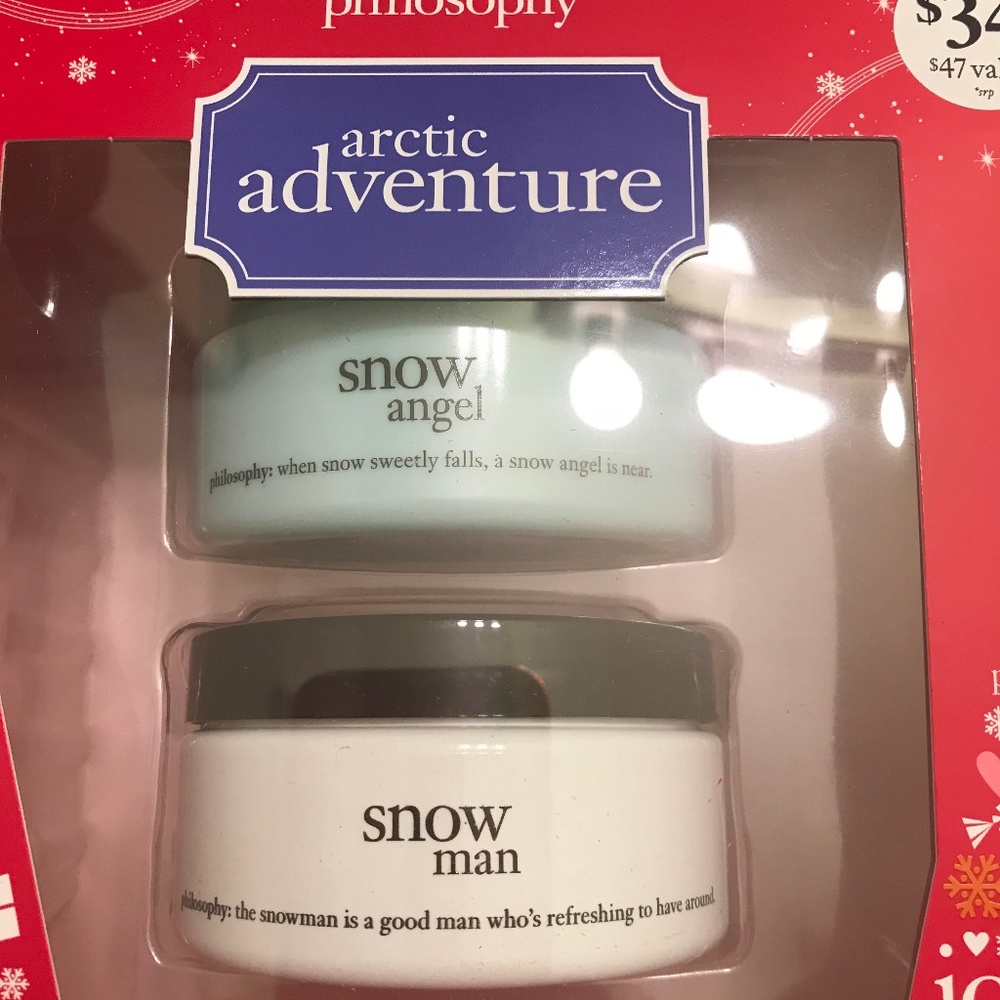 philosophy
$34
$47 val
*srp
arctic
adventure
snow
angel
philosophy: when snow sweetly falls, a snow angel is near.
snow
man
philosophy: the snowman is a good man who's refreshing to have around.